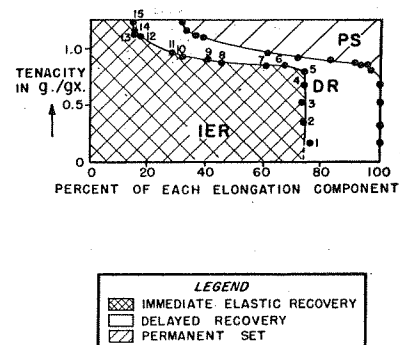 15
14
13 12
11
10
9
8
7 6
5
4
3
2
1
1.0
0.5
0
TENACITY
IN g./gx.
PS
DR
IER
0 20 40 60 80 100
PERCENT OF EACH ELONGATION COMPONENT
LEGEND
IMMEDIATE ELASTIC RECOVERY
DELAYED RECOVERY
PERMANENT SET